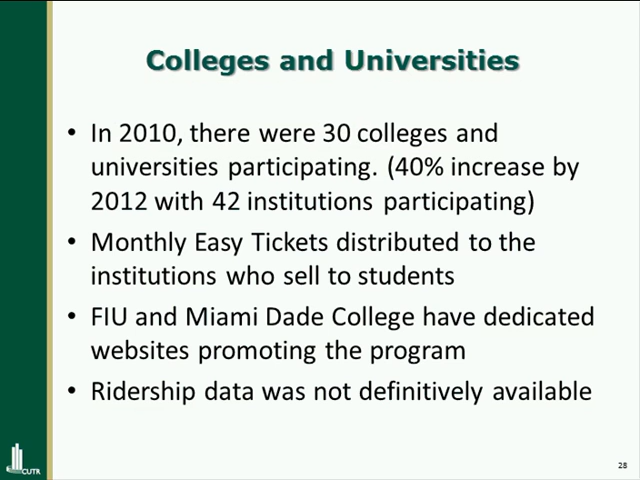 Colleges and Universities
• In 2010, there were 30 colleges and
universities participating. (40% increase by
2012 with 42 institutions participating)
• Monthly Easy Tickets distributed to the
institutions who sell to students
• FIU and Miami Dade College have dedicated
websites promoting the program
• Ridership data was not definitively available
CUTR
28